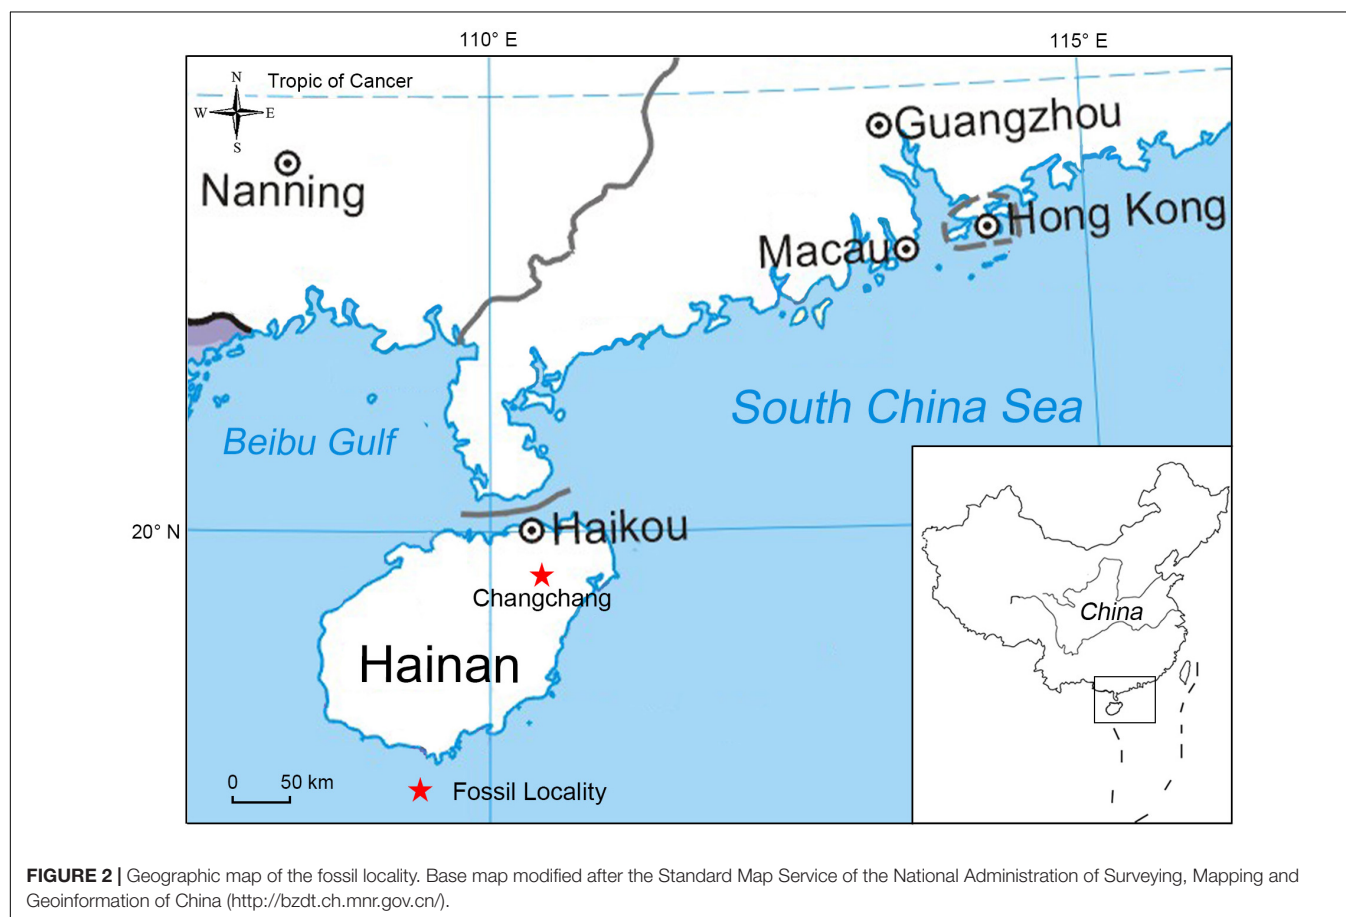 110° E
115° E
N
W E
S
Tropic of Cancer
Guangzhou
Nanning
Hong Kong
Macau
South China Sea
Beibu Gulf
20° N
Haikou
Changchang
China
Hainan
0 50 km
Fossil Locality
FIGURE 2 | Geographic map of the fossil locality. Base map modified after the Standard Map Service of the National Administration of Surveying, Mapping and
Geoinformation of China (http://bzdt.ch.mnr.gov.cn/).